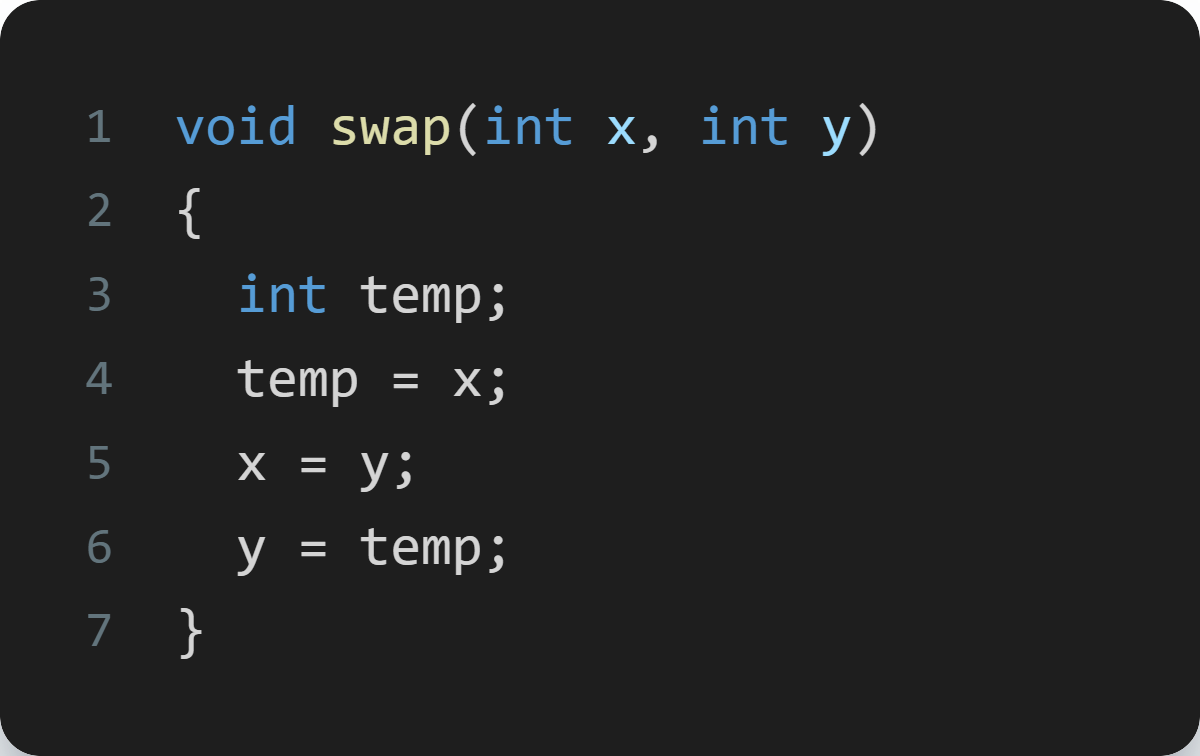 1 void swap(int x, int y)
2 {
3   int temp;
4   temp = x;
5   x = y;
6   y = temp;
7 }